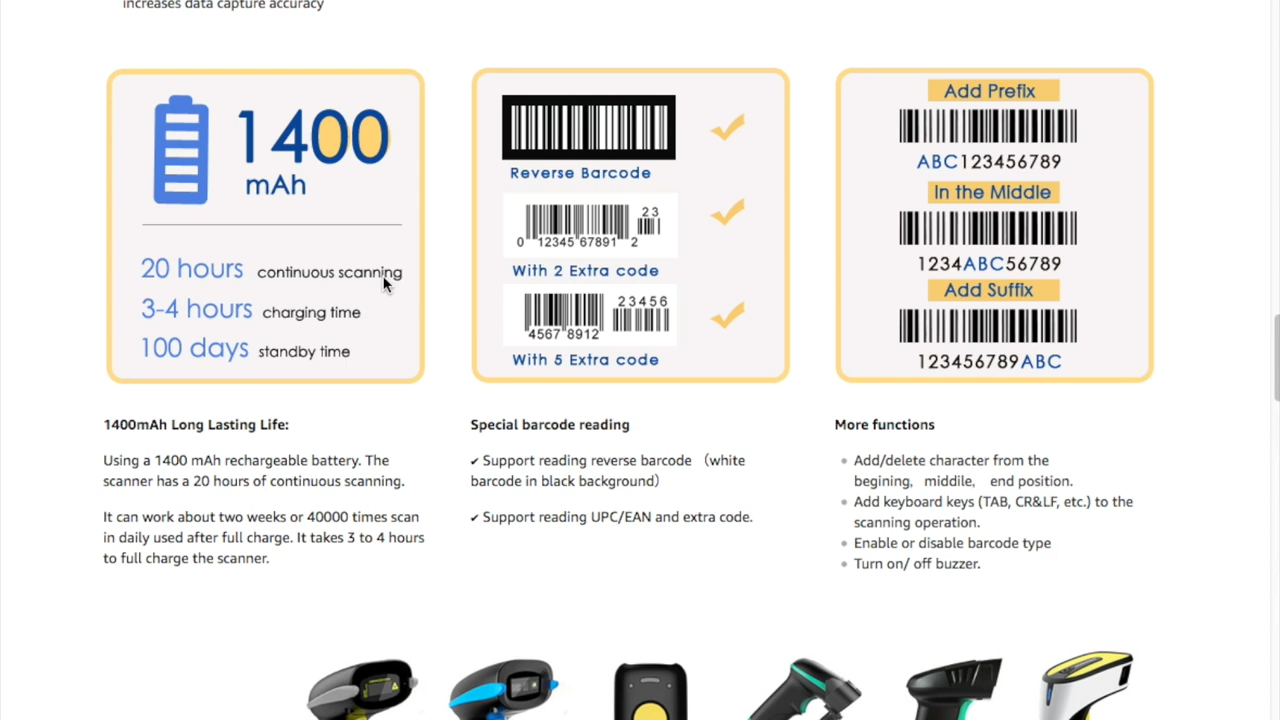 increases data capture accuracy
1400
mAh
20 hours continuous scanning
3-4 hours charging time
100 days standby time
Reverse Barcode
23
0 12345 67891 2
With 2 Extra code
23456
4567 8912
With 5 Extra code
Add Prefix
ABC123456789
In the Middle
1234ABC56789
Add Suffix
123456789ABC
1400mAh Long Lasting Life:
Using a 1400 mAh rechargeable battery. The
scanner has a 20 hours of continuous scanning.
It can work about two weeks or 40000 times scan
in daily used after full charge. It takes 3 to 4 hours
to full charge the scanner.
Special barcode reading
✓ Support reading reverse barcode （white
barcode in black background）
✓ Support reading UPC/EAN and extra code.
More functions
• Add/delete character from the
begining, middile, end position.
• Add keyboard keys (TAB, CR&LF, etc.) to the
scanning operation.
• Enable or disable barcode type
• Turn on/ off buzzer.